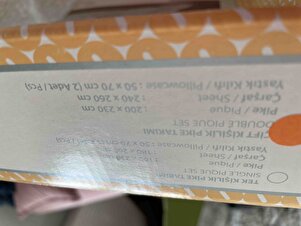 TEK KİŞİLİK PİKE TAKIMI
SINGLE PIQUE SET
Pike / Pique
Çarşaf / Sheet
Yastık Kılıfı / Pillowcase
ÇİFT KİŞİLİK PİKE TAKIMI
DOUBLE PIQUE SET
Pike / Pique : 200 x 230 cm
Çarşaf / Sheet : 240 x 260 cm
Yastık Kılıfı / Pillowcase : 50 x 70 cm (2 Adet / Pcs)